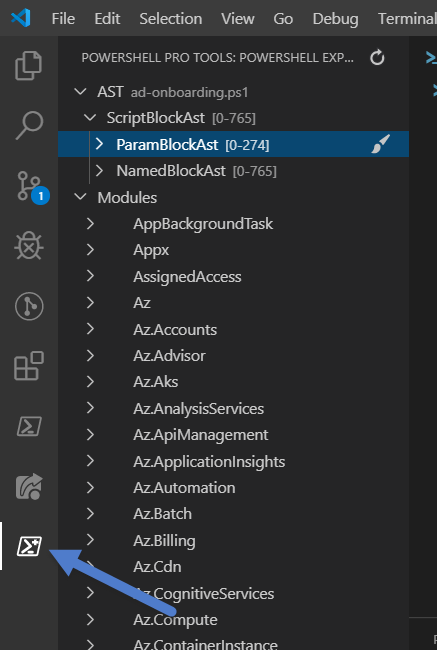 File Edit View Go Debug Terminal
POWERSHELL PRO TOOLS: POWERSHELL EXP...
AST ad-onboarding.ps1
ScriptBlockAst [0-765]
ParamBlockAst [0-274]
NamedBlockAst [0-765]
1
Modules
AppBackgroundTask
Appx
AssignedAccess
Az
Az.Accounts
Az.Advisor
Az.Aks
Az.AnalysisServices
Az.ApiManagement
Az.ApplicationInsights
Az.Automation
Az.Batch
Az.Billing
Az.Cdn
Az.CognitiveServices
Az.Compute
Az.ContainerInstance